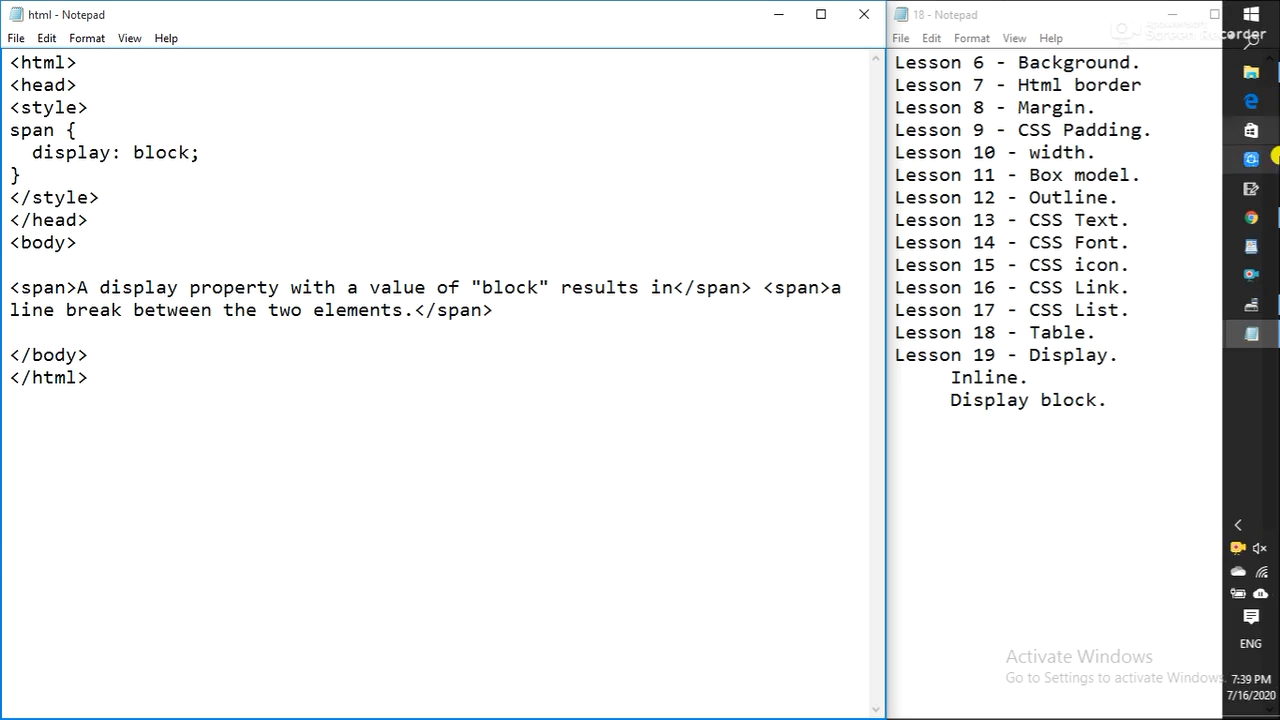 html - Notepad
File Edit Format View Help
<html>
<head>
<style>
span {
  display: block;
}
</style>
</head>
<body>

<span>A display property with a value of "block" results in</span> <span>a
line break between the two elements.</span>

</body>
</html>
18 - Notepad
File Edit Format View Help
Lesson 6 - Background.
Lesson 7 - Html border
Lesson 8 - Margin.
Lesson 9 - CSS Padding.
Lesson 10 - width.
Lesson 11 - Box model.
Lesson 12 - Outline.
Lesson 13 - CSS Text.
Lesson 14 - CSS Font.
Lesson 15 - CSS icon.
Lesson 16 - CSS Link.
Lesson 17 - CSS List.
Lesson 18 - Table.
Lesson 19 - Display.
     Inline.
     Display block.
Screen Recorder
Activate Windows
Go to Settings to activate Windows.
ENG
7:39 PM
7/16/2020